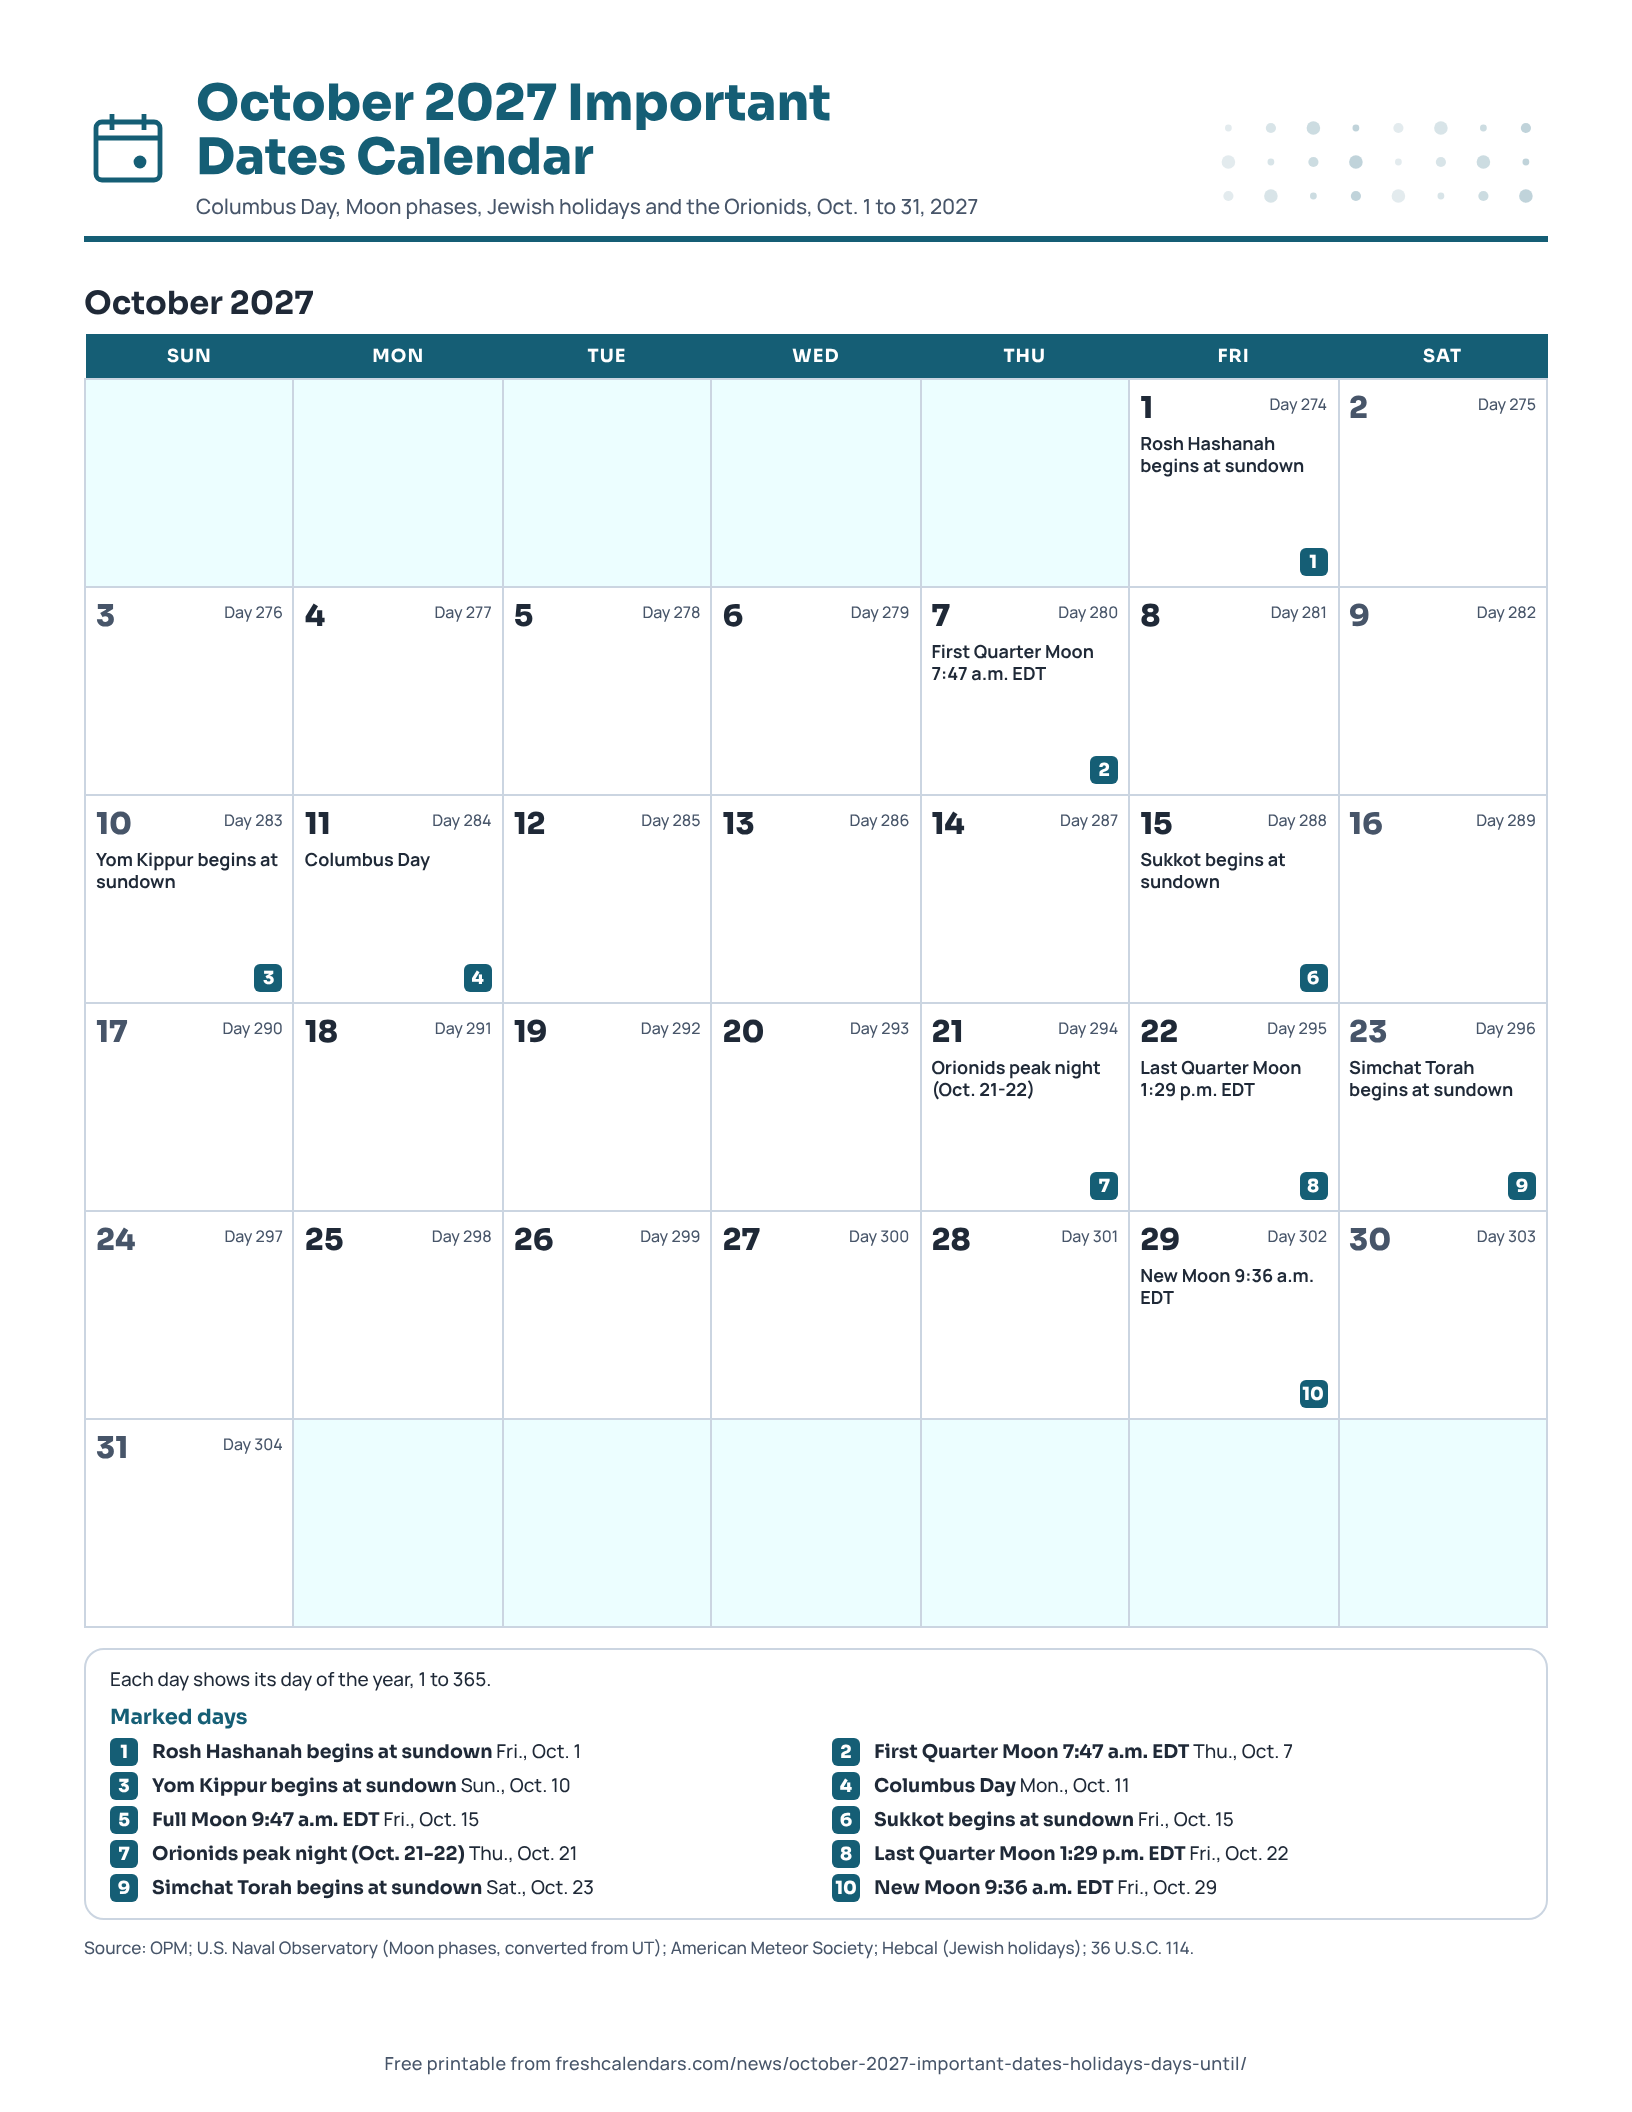 October 2027 Important
Dates Calendar
Columbus Day, Moon phases, Jewish holidays and the Orionids, Oct. 1 to 31, 2027
October 2027
SUN MON TUE WED THU FRI SAT
1 Day 274 2 Day 275
Rosh Hashanah
begins at sundown
1
3 Day 276 4 Day 277 5 Day 278 6 Day 279 7 Day 280 8 Day 281 9 Day 282
First Quarter Moon
7:47 a.m. EDT
2
10 Day 283 11 Day 284 12 Day 285 13 Day 286 14 Day 287 15 Day 288 16 Day 289
Yom Kippur begins at
sundown
3
Columbus Day
4
Sukkot begins at
sundown
6
17 Day 290 18 Day 291 19 Day 292 20 Day 293 21 Day 294 22 Day 295 23 Day 296
Orionids peak night
(Oct. 21-22)
7
Last Quarter Moon
1:29 p.m. EDT
8
Simchat Torah
begins at sundown
9
24 Day 297 25 Day 298 26 Day 299 27 Day 300 28 Day 301 29 Day 302 30 Day 303
New Moon 9:36 a.m.
EDT
10
31 Day 304
Each day shows its day of the year, 1 to 365.
Marked days
1 Rosh Hashanah begins at sundown Fri., Oct. 1
2 First Quarter Moon 7:47 a.m. EDT Thu., Oct. 7
3 Yom Kippur begins at sundown Sun., Oct. 10
4 Columbus Day Mon., Oct. 11
5 Full Moon 9:47 a.m. EDT Fri., Oct. 15
6 Sukkot begins at sundown Fri., Oct. 15
7 Orionids peak night (Oct. 21-22) Thu., Oct. 21
8 Last Quarter Moon 1:29 p.m. EDT Fri., Oct. 22
9 Simchat Torah begins at sundown Sat., Oct. 23
10 New Moon 9:36 a.m. EDT Fri., Oct. 29
Source: OPM; U.S. Naval Observatory (Moon phases, converted from UT); American Meteor Society; Hebcal (Jewish holidays); 36 U.S.C. 114.
Free printable from freshcalendars.com/news/october-2027-important-dates-holidays-days-until/